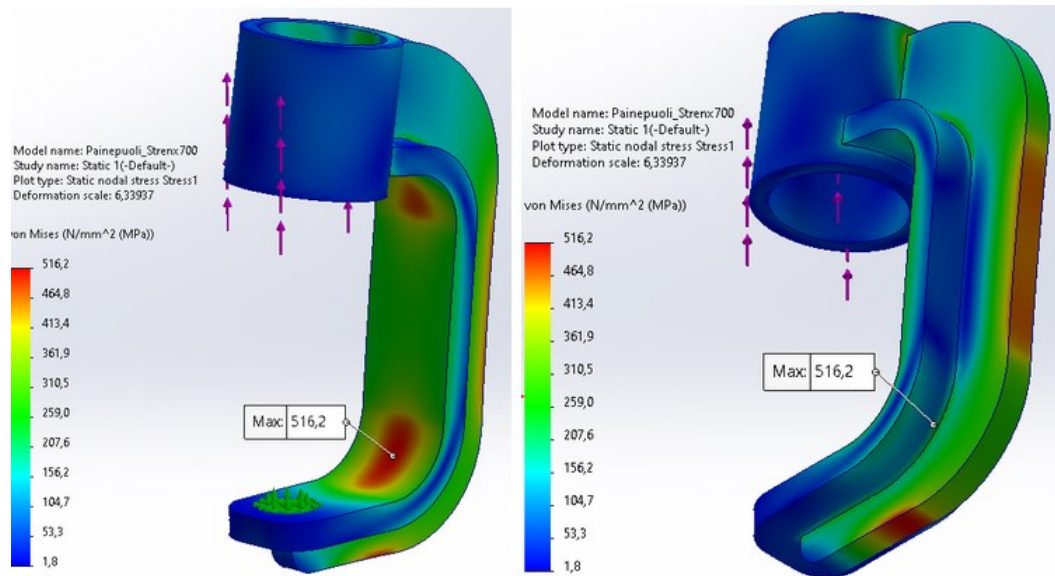 Model name: Painepuoli_Strenx700
Study name: Static 1(-Default-)
Plot type: Static nodal stress Stress1
Deformation scale: 6,33937
von Mises (N/mm^2 (MPa))
516,2
464,8
413,4
361,9
310,5
259,0
207,6
156,2
104,7
53,3
1,8
Max: 516,2
Model name: Painepuoli_Strenx700
Study name: Static 1(-Default-)
Plot type: Static nodal stress Stress1
Deformation scale: 6,33937
von Mises (N/mm^2 (MPa))
516,2
464,8
413,4
361,9
310,5
259,0
207,6
156,2
104,7
53,3
1,8
Max: 516,2